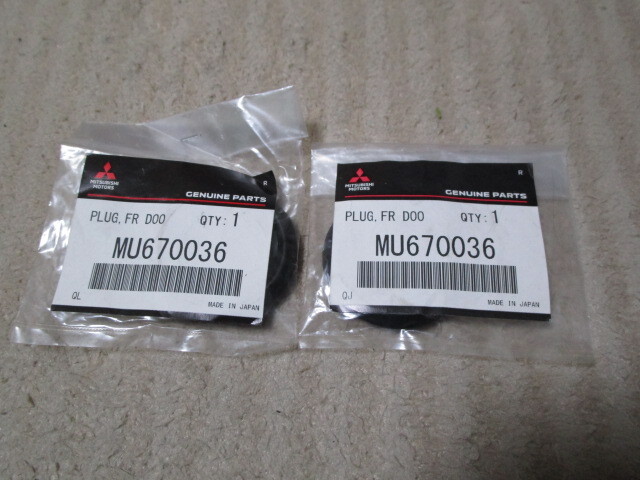 R
MITSUBISHI
MOTORS
GENUINE PARTS
PLUG,FR DOO QTY:1
MU670036
QL
MADE IN JAPAN
R
MITSUBISHI
MOTORS
GENUINE PARTS
PLUG,FR DOO QTY:1
MU670036
QJ
MADE IN JAPAN